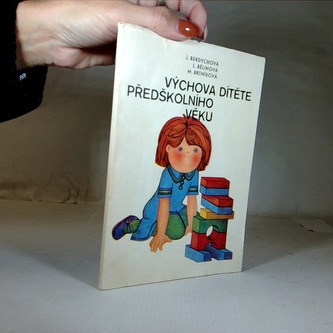 J. BERDYCHOVÁ
I. BĚLINOVÁ
M. BRTNÍKOVÁ
VÝCHOVA DÍTĚTE
PŘEDŠKOLNÍHO
VĚKU